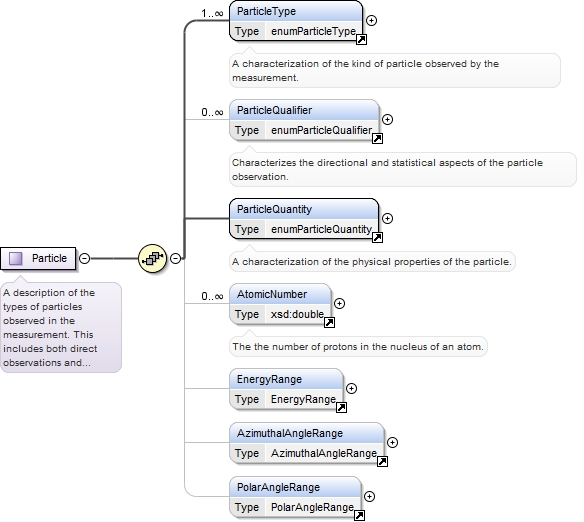 1..∞
ParticleType
Type enumParticleType
A characterization of the kind of particle observed by the
measurement.
0..∞
ParticleQualifier
Type enumParticleQualifier
Characterizes the directional and statistical aspects of the particle
observation.
ParticleQuantity
Type enumParticleQuantity
A characterization of the physical properties of the particle.
Particle
A description of the
types of particles
observed in the
measurement. This
includes both direct
observations and...
0..∞
AtomicNumber
Type xsd:double
The the number of protons in the nucleus of an atom.
EnergyRange
Type EnergyRange
AzimuthalAngleRange
Type AzimuthalAngleRange
PolarAngleRange
Type PolarAngleRange